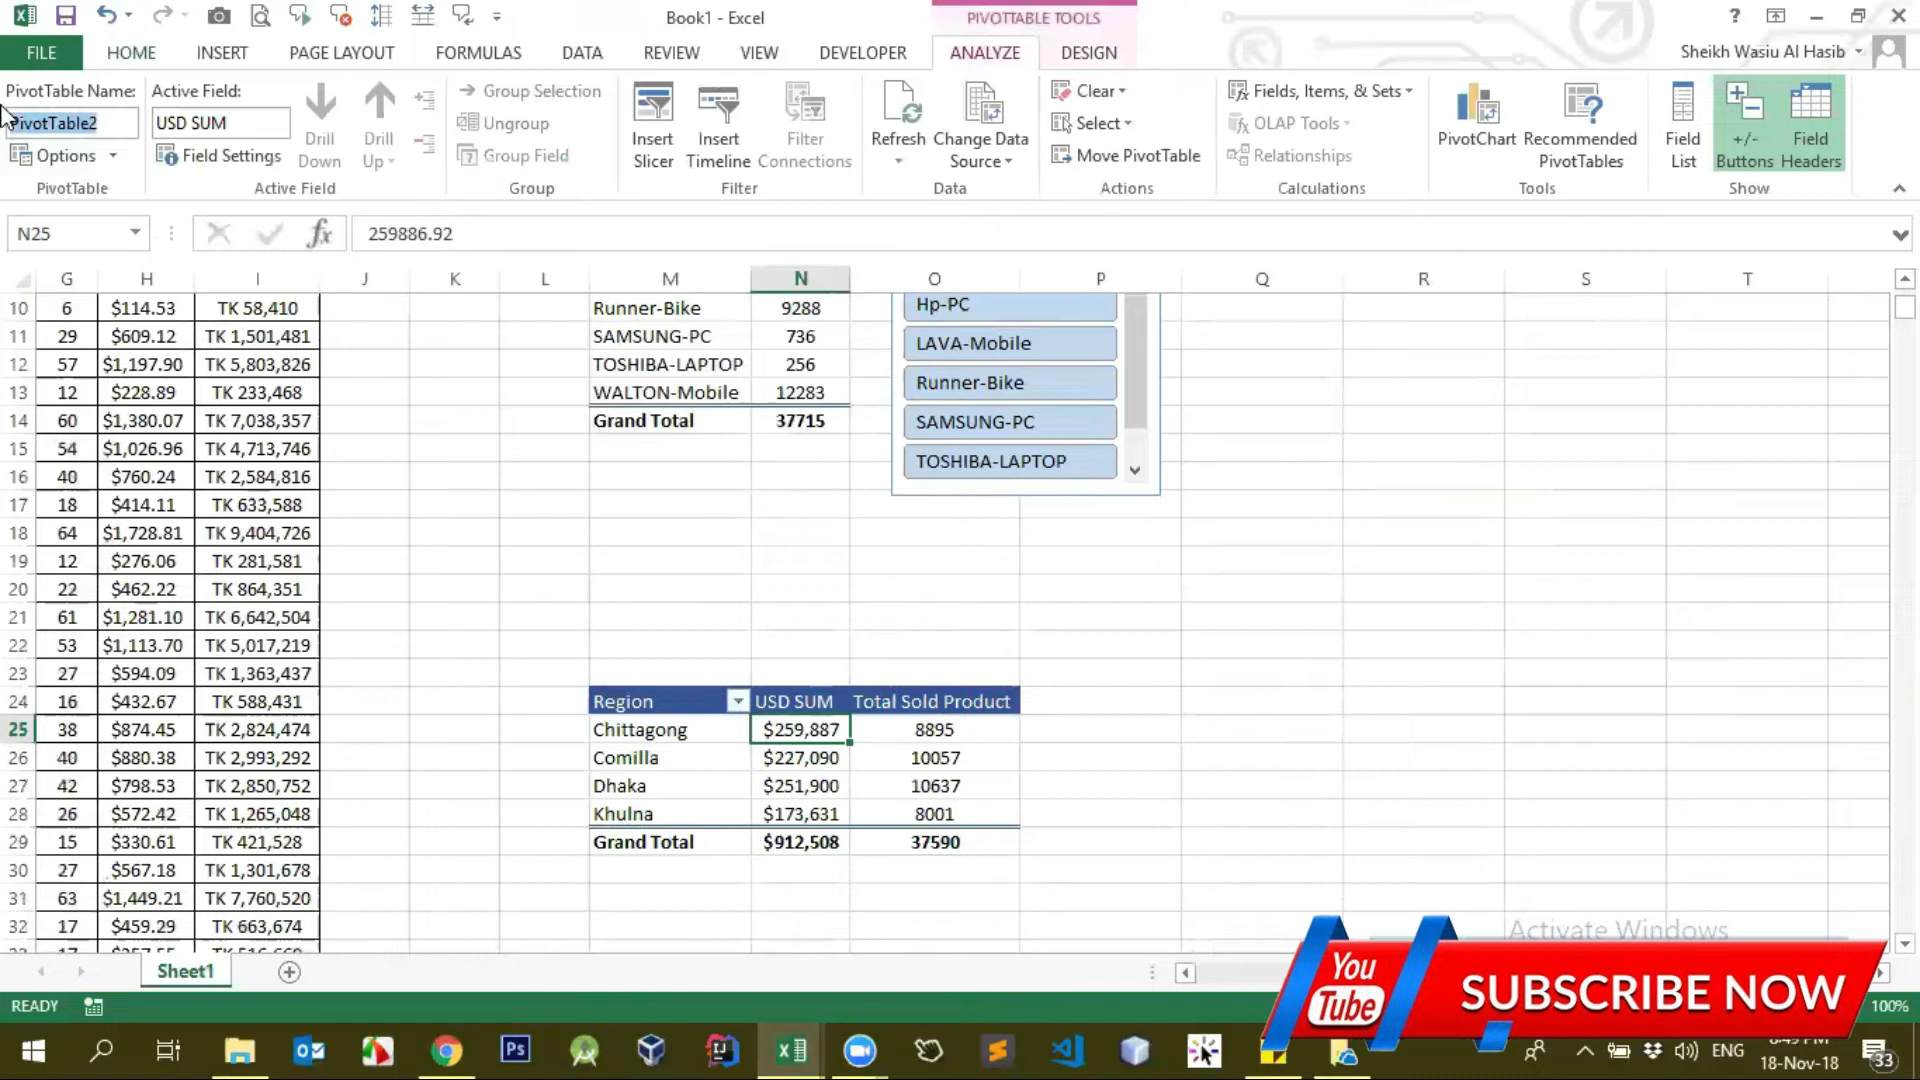 Book1 - Excel
PIVOTTABLE TOOLS
?
FILE HOME INSERT PAGE LAYOUT FORMULAS DATA REVIEW VIEW DEVELOPER ANALYZE DESIGN Sheikh Wasiu Al Hasib
PivotTable Name: Active Field:
PivotTable2 USD SUM
Options Field Settings
Drill Down Drill Up
Group Selection
Ungroup
Group Field
Insert Slicer Insert Timeline Filter Connections
Refresh Change Data Source
Clear
Select
Move PivotTable
Fields, Items, & Sets
OLAP Tools
Relationships
PivotChart Recommended PivotTables
Field List +/- Buttons Field Headers
PivotTable Active Field Group Filter Data Actions Calculations Tools Show
N25 fx 259886.92
G H I J K L M N O P Q R S T
10 6 $114.53 TK 58,410 Runner-Bike 9288 Hp-PC
11 29 $609.12 TK 1,501,481 SAMSUNG-PC 736 LAVA-Mobile
12 57 $1,197.90 TK 5,803,826 TOSHIBA-LAPTOP 256
13 12 $228.89 TK 233,468 WALTON-Mobile 12283 Runner-Bike
14 60 $1,380.07 TK 7,038,357 Grand Total 37715 SAMSUNG-PC
15 54 $1,026.96 TK 4,713,746 TOSHIBA-LAPTOP
16 40 $760.24 TK 2,584,816
17 18 $414.11 TK 633,588
18 64 $1,728.81 TK 9,404,726
19 12 $276.06 TK 281,581
20 22 $462.22 TK 864,351
21 61 $1,281.10 TK 6,642,504
22 53 $1,113.70 TK 5,017,219
23 27 $594.09 TK 1,363,437
24 16 $432.67 TK 588,431 Region USD SUM Total Sold Product
25 38 $874.45 TK 2,824,474 Chittagong $259,887 8895
26 40 $880.38 TK 2,993,292 Comilla $227,090 10057
27 42 $798.53 TK 2,850,752 Dhaka $251,900 10637
28 26 $572.42 TK 1,265,048 Khulna $173,631 8001
29 15 $330.61 TK 421,528 Grand Total $912,508 37590
30 27 $567.18 TK 1,301,678
31 63 $1,449.21 TK 7,760,520
32 17 $459.29 TK 663,674
Activate Windows
Sheet1
You Tube SUBSCRIBE NOW
READY 100%
Ps IJ ENG
18-Nov-18 33